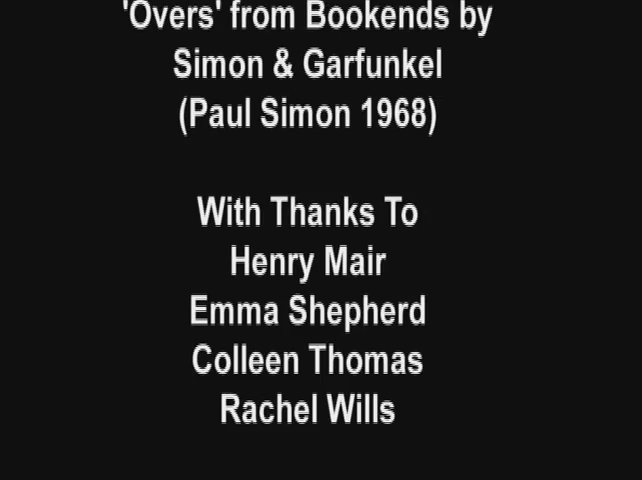 'Overs' from Bookends by
Simon & Garfunkel
(Paul Simon 1968)
With Thanks To
Henry Mair
Emma Shepherd
Colleen Thomas
Rachel Wills